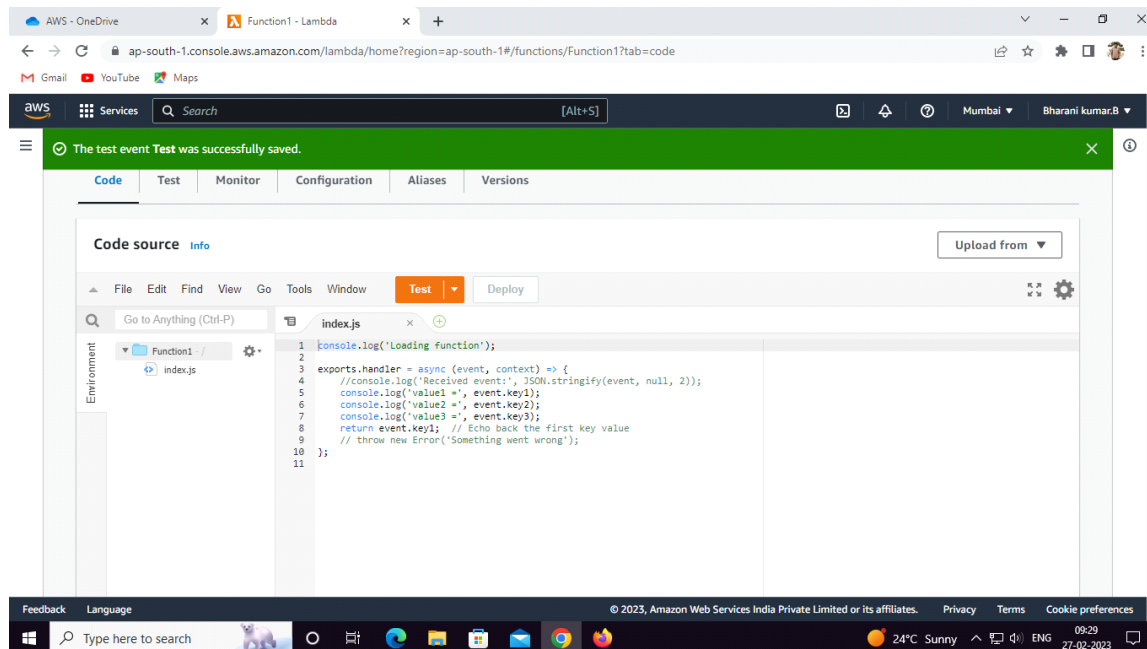 AWS - OneDrive
Function1 - Lambda
ap-south-1.console.aws.amazon.com/lambda/home?region=ap-south-1#/functions/Function1?tab=code
Gmail YouTube Maps
aws Services Search [Alt+S] Mumbai Bharani kumar.B
The test event Test was successfully saved.
Code Test Monitor Configuration Aliases Versions
Code source Info Upload from
File Edit Find View Go Tools Window Test Deploy
Go to Anything (Ctrl-P) index.js
Environment
Function1 - /
index.js
1 console.log('Loading function');
2
3 exports.handler = async (event, context) => {
4 //console.log('Received event:', JSON.stringify(event, null, 2));
5 console.log('value1 =', event.key1);
6 console.log('value2 =', event.key2);
7 console.log('value3 =', event.key3);
8 return event.key1; // Echo back the first key value
9 // throw new Error('Something went wrong');
10 };
11
Feedback Language © 2023, Amazon Web Services India Private Limited or its affiliates. Privacy Terms Cookie preferences
Type here to search 24°C Sunny ENG 09:29
27-02-2023